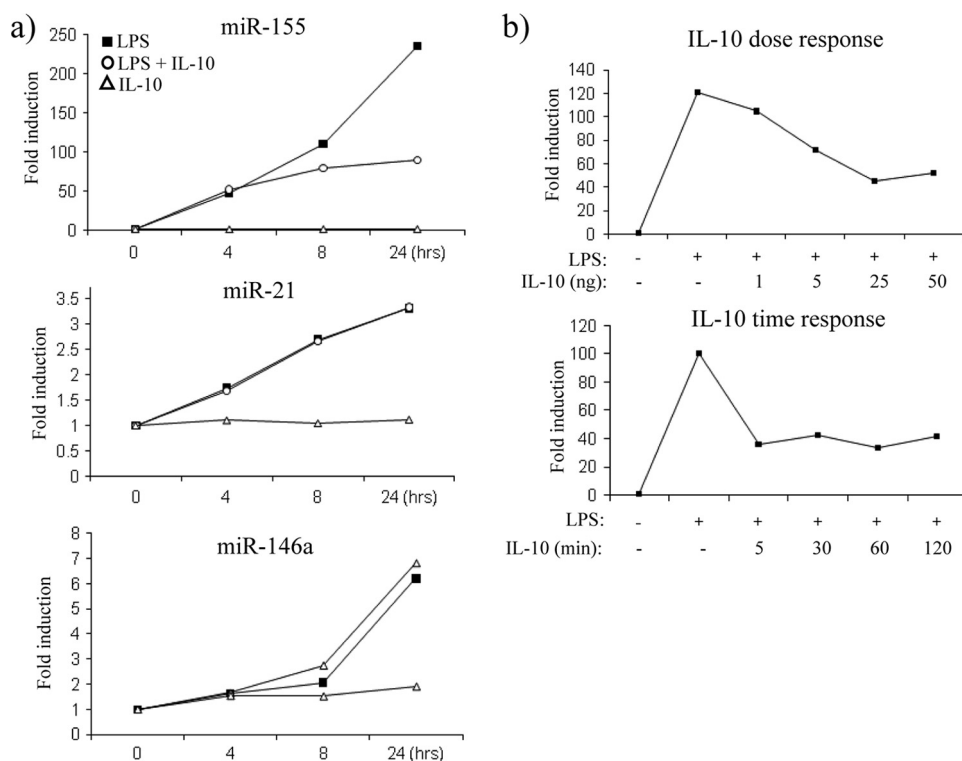 a)
miR-155
LPS
LPS + IL-10
IL-10
Fold induction
250
200
150
100
50
0
0 4 8 24 (hrs)
miR-21
Fold induction
3.5
3
2.5
2
1.5
1
0.5
0
0 4 8 24 (hrs)
miR-146a
Fold induction
8
7
6
5
4
3
2
1
0
0 4 8 24 (hrs)
b)
IL-10 dose response
Fold induction
140
120
100
80
60
40
20
0
LPS: - + + + + +
IL-10 (ng): - - 1 5 25 50
IL-10 time response
Fold induction
120
100
80
60
40
20
0
LPS: - + + + + +
IL-10 (min): - - 5 30 60 120